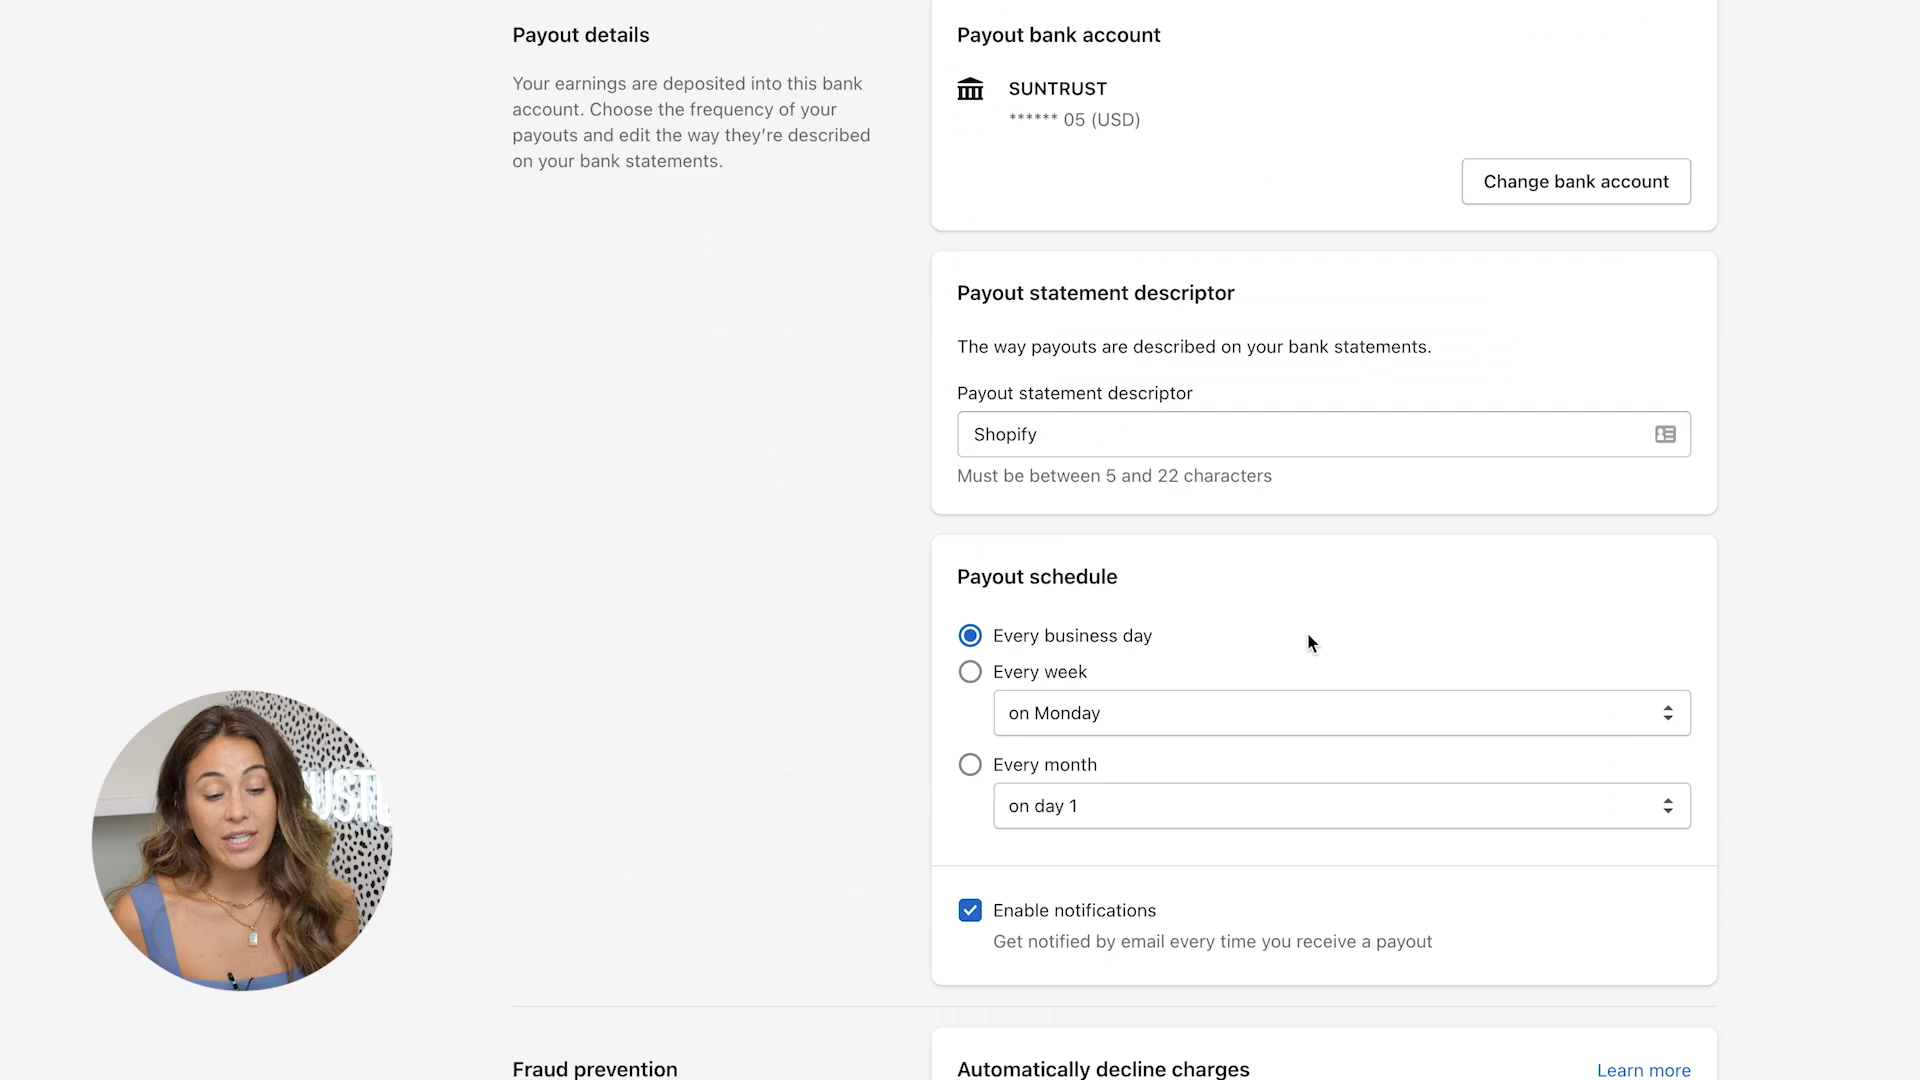 Payout details
Your earnings are deposited into this bank
account. Choose the frequency of your
payouts and edit the way they're described
on your bank statements.
Payout bank account
SUNTRUST
****** 05 (USD)
Change bank account
Payout statement descriptor
The way payouts are described on your bank statements.
Payout statement descriptor
Shopify
Must be between 5 and 22 characters
Payout schedule
Every business day
Every week
on Monday
Every month
on day 1
Enable notifications
Get notified by email every time you receive a payout
Fraud prevention
Automatically decline charges
Learn more